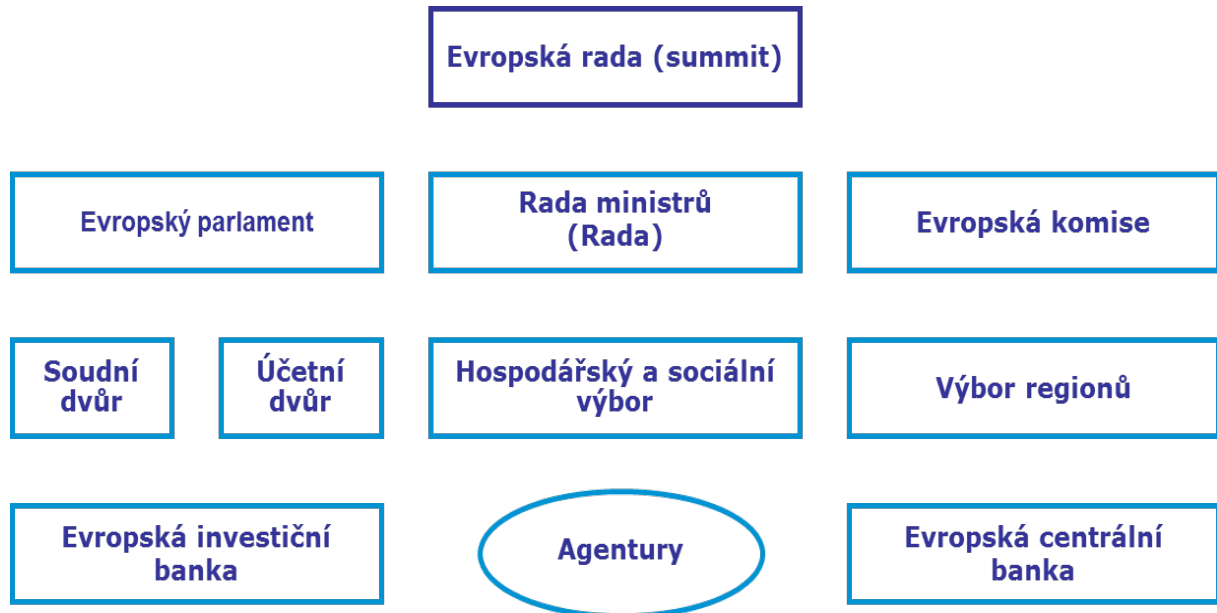 Evropská rada (summit)
Evropský parlament
Rada ministrů
(Rada)
Evropská komise
Soudní
dvůr
Účetní
dvůr
Hospodářský a sociální
výbor
Výbor regionů
Evropská investiční
banka
Agentury
Evropská centrální
banka